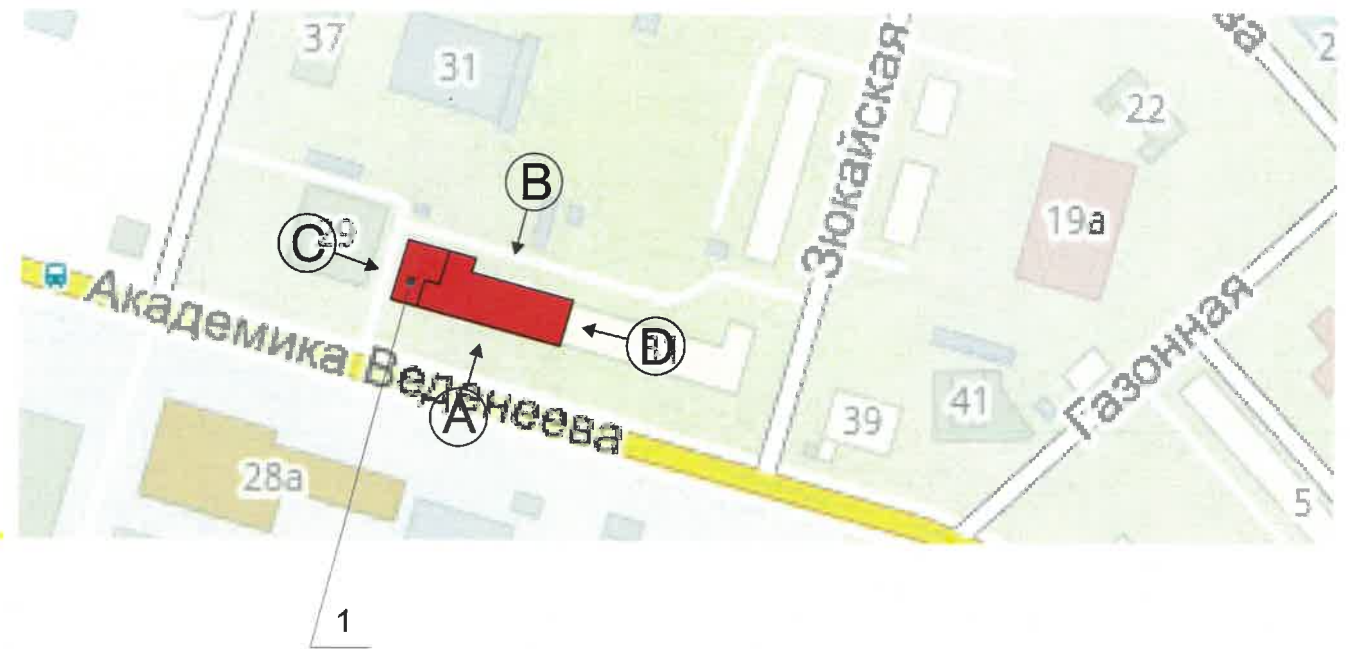 37
31
22
2
Зюкайская
19а
B
29
C
D
Академика Веденеева
A
Газонная
41
39
28а
5
1